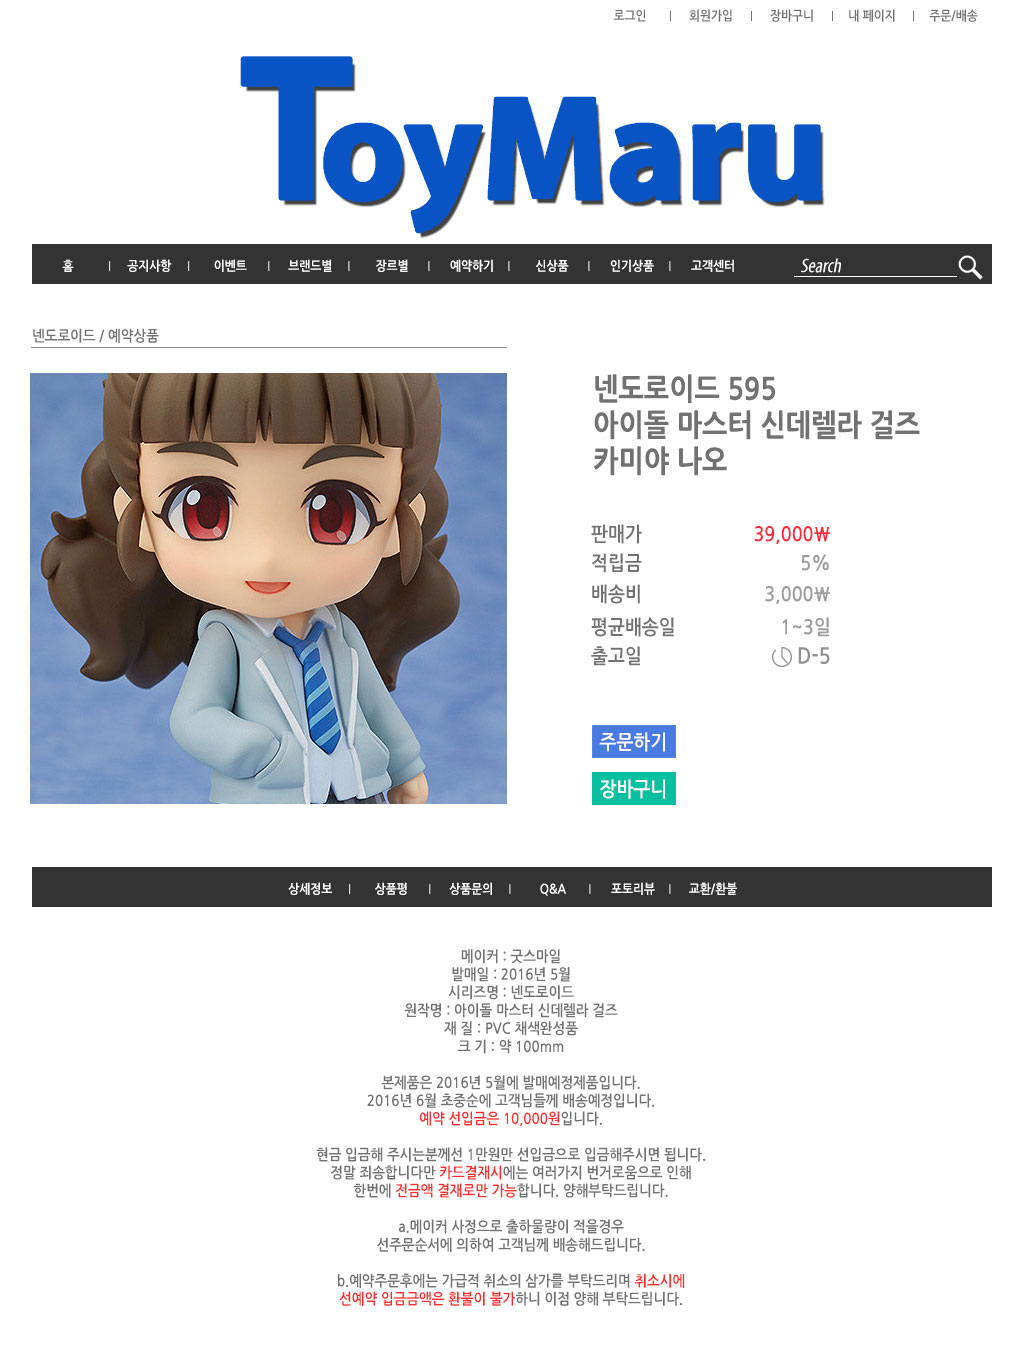 로그인 | 회원가입 | 장바구니 | 내 페이지 | 주문/배송
ToyMaru
홈 | 공지사항 | 이벤트 | 브랜드별 | 장르별 | 예약하기 | 신상품 | 인기상품 | 고객센터 Search
넨도로이드 / 예약상품
넨도로이드 595
아이돌 마스터 신데렐라 걸즈
카미야 나오
판매가 39,000₩
적립금 5%
배송비 3,000₩
평균배송일 1~3일
출고일 D-5
주문하기
장바구니
상세정보 | 상품평 | 상품문의 | Q&A | 포토리뷰 | 교환/환불
메이커 : 굿스마일
발매일 : 2016년 5월
시리즈명 : 넨도로이드
원작명 : 아이돌 마스터 신데렐라 걸즈
재 질 : PVC 채색완성품
크 기 : 약 100mm
본제품은 2016년 5월에 발매예정제품입니다.
2016년 6월 초중순에 고객님들께 배송예정입니다.
예약 선입금은 10,000원입니다.
현금 입금해 주시는분께선 1만원만 선입금으로 입금해주시면 됩니다.
정말 죄송합니다만 카드결재시에는 여러가지 번거로움으로 인해
한번에 전금액 결재로만 가능합니다. 양해부탁드립니다.
a.메이커 사정으로 출하물량이 적을경우
선주문순서에 의하여 고객님께 배송해드립니다.
b.예약주문후에는 가급적 취소의 삼가를 부탁드리며 취소시에
선예약 입금금액은 환불이 불가하니 이점 양해 부탁드립니다.